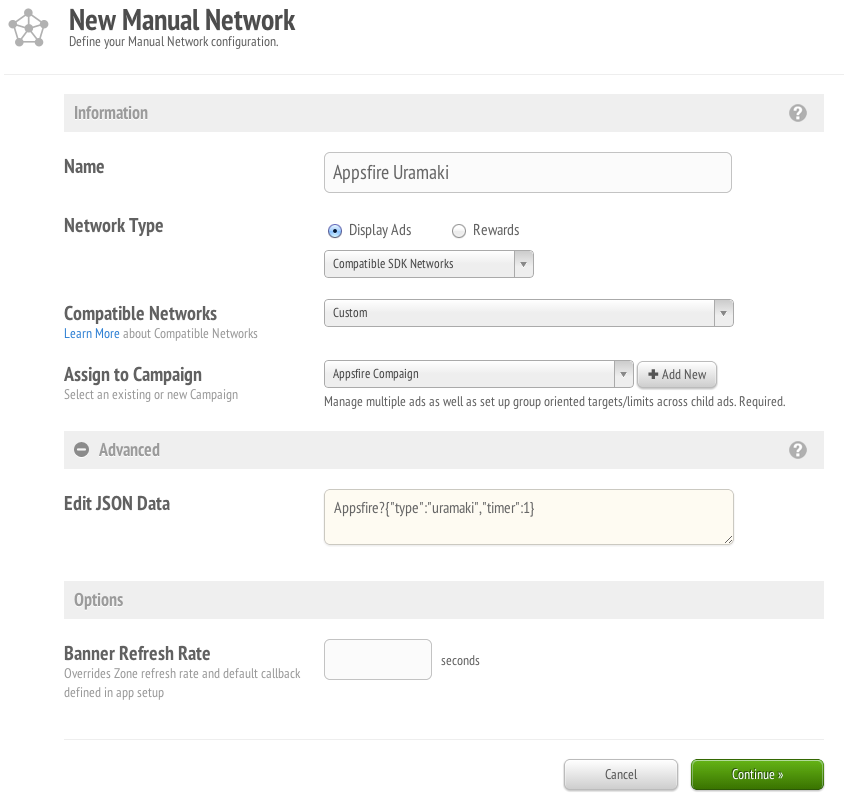 New Manual Network
Define your Manual Network configuration.
Information
?
Name
Appsfire Uramaki
Network Type
Display Ads
Rewards
Compatible SDK Networks
Compatible Networks
Custom
Learn More about Compatible Networks
Assign to Campaign
Appsfire Compaign
Add New
Select an existing or new Campaign
Manage multiple ads as well as set up group oriented targets/limits across child ads. Required.
Advanced
?
Edit JSON Data
Appsfire?{"type":"uramaki","timer":1}
Options
Banner Refresh Rate
seconds
Overrides Zone refresh rate and default callback
defined in app setup
Cancel
Continue »